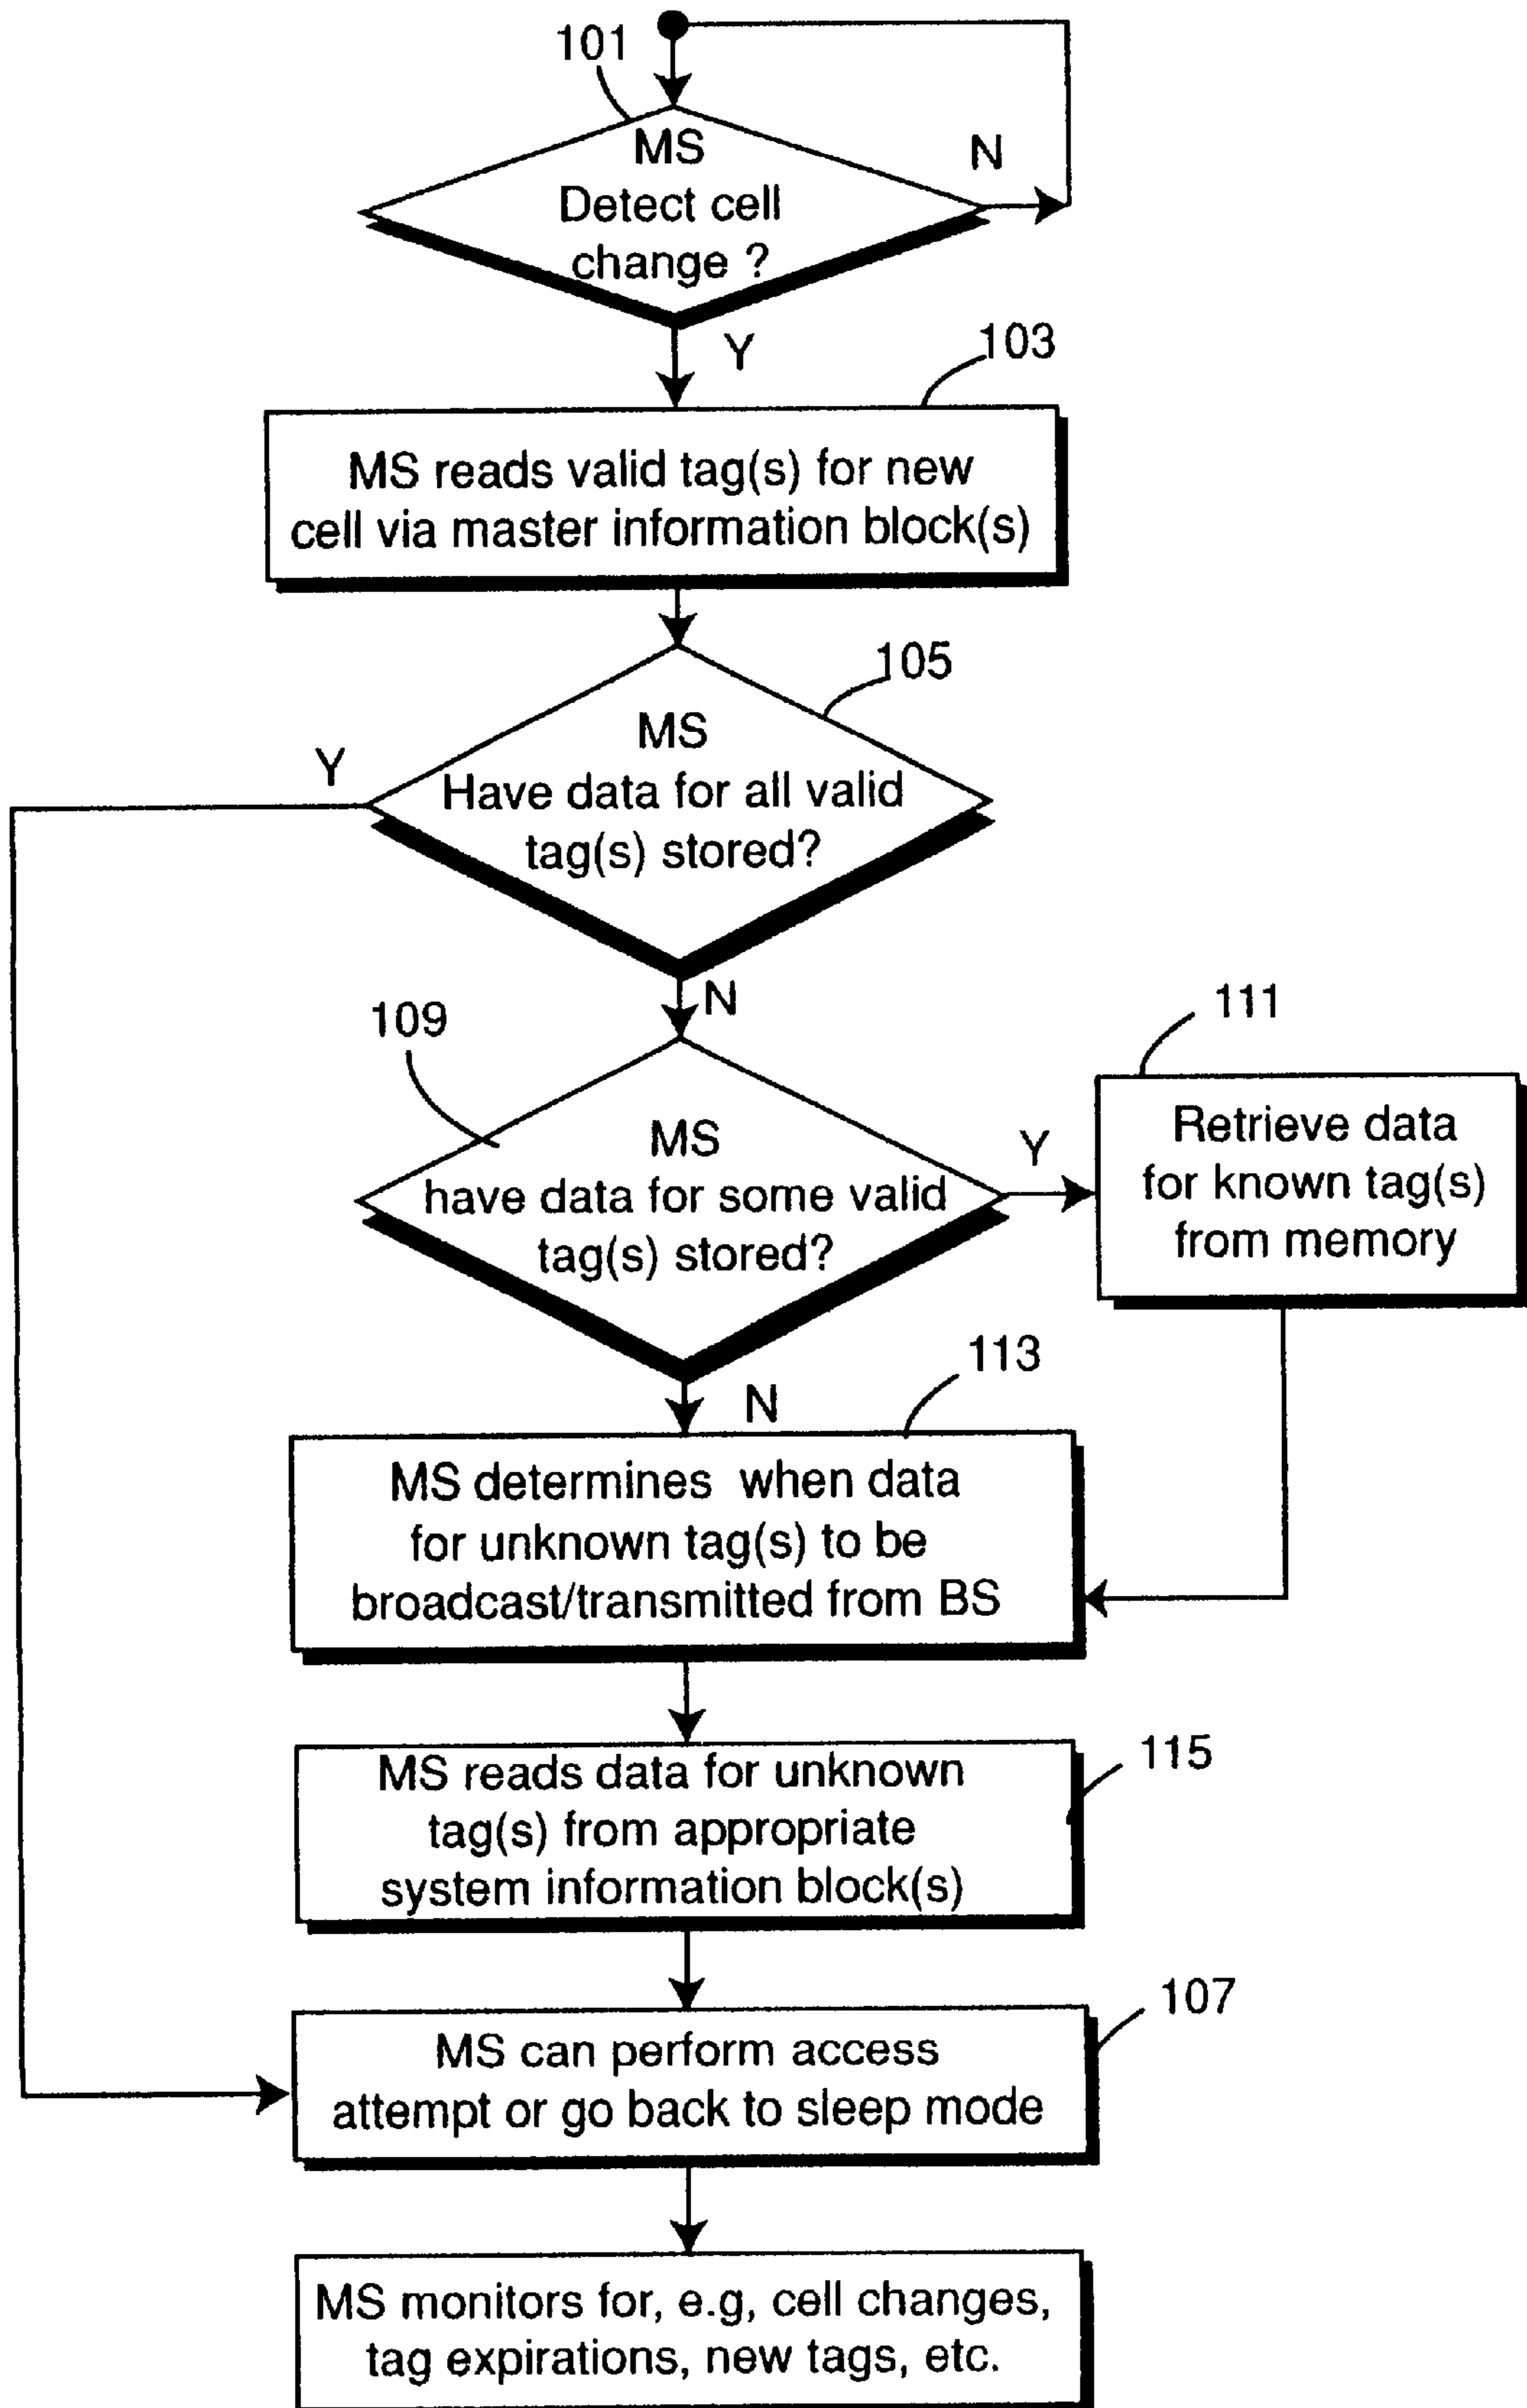 101
MS
Detect cell
change ?
N
Y
103
MS reads valid tag(s) for new
cell via master information block(s)
105
MS
Have data for all valid
tag(s) stored?
Y
N
109
MS
have data for some valid
tag(s) stored?
Y
111
Retrieve data
for known tag(s)
from memory
N
113
MS determines when data
for unknown tag(s) to be
broadcast/transmitted from BS
115
MS reads data for unknown
tag(s) from appropriate
system information block(s)
107
MS can perform access
attempt or go back to sleep mode
MS monitors for, e.g, cell changes,
tag expirations, new tags, etc.